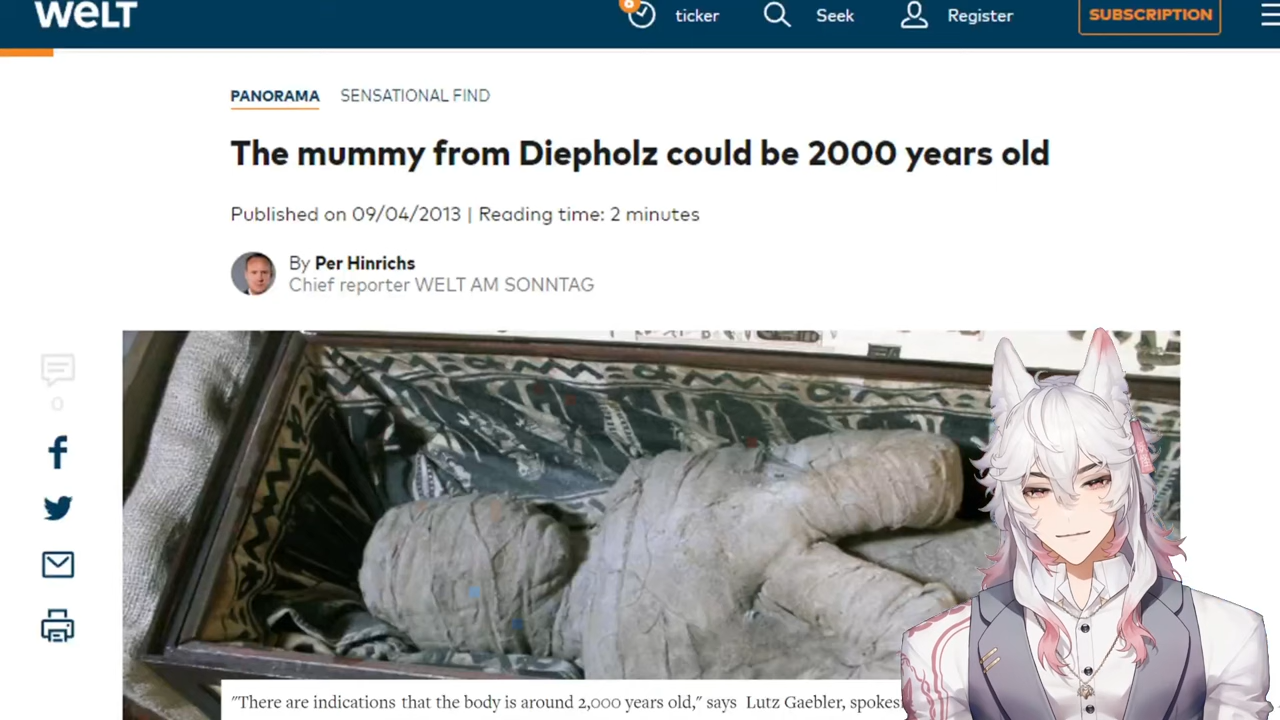 WELT
6
ticker
Seek
Register
SUBSCRIPTION
PANORAMA SENSATIONAL FIND
The mummy from Diepholz could be 2000 years old
Published on 09/04/2013 | Reading time: 2 minutes
By Per Hinrichs
Chief reporter WELT AM SONNTAG
0
"There are indications that the body is around 2,000 years old," says Lutz Gaebler, spokes